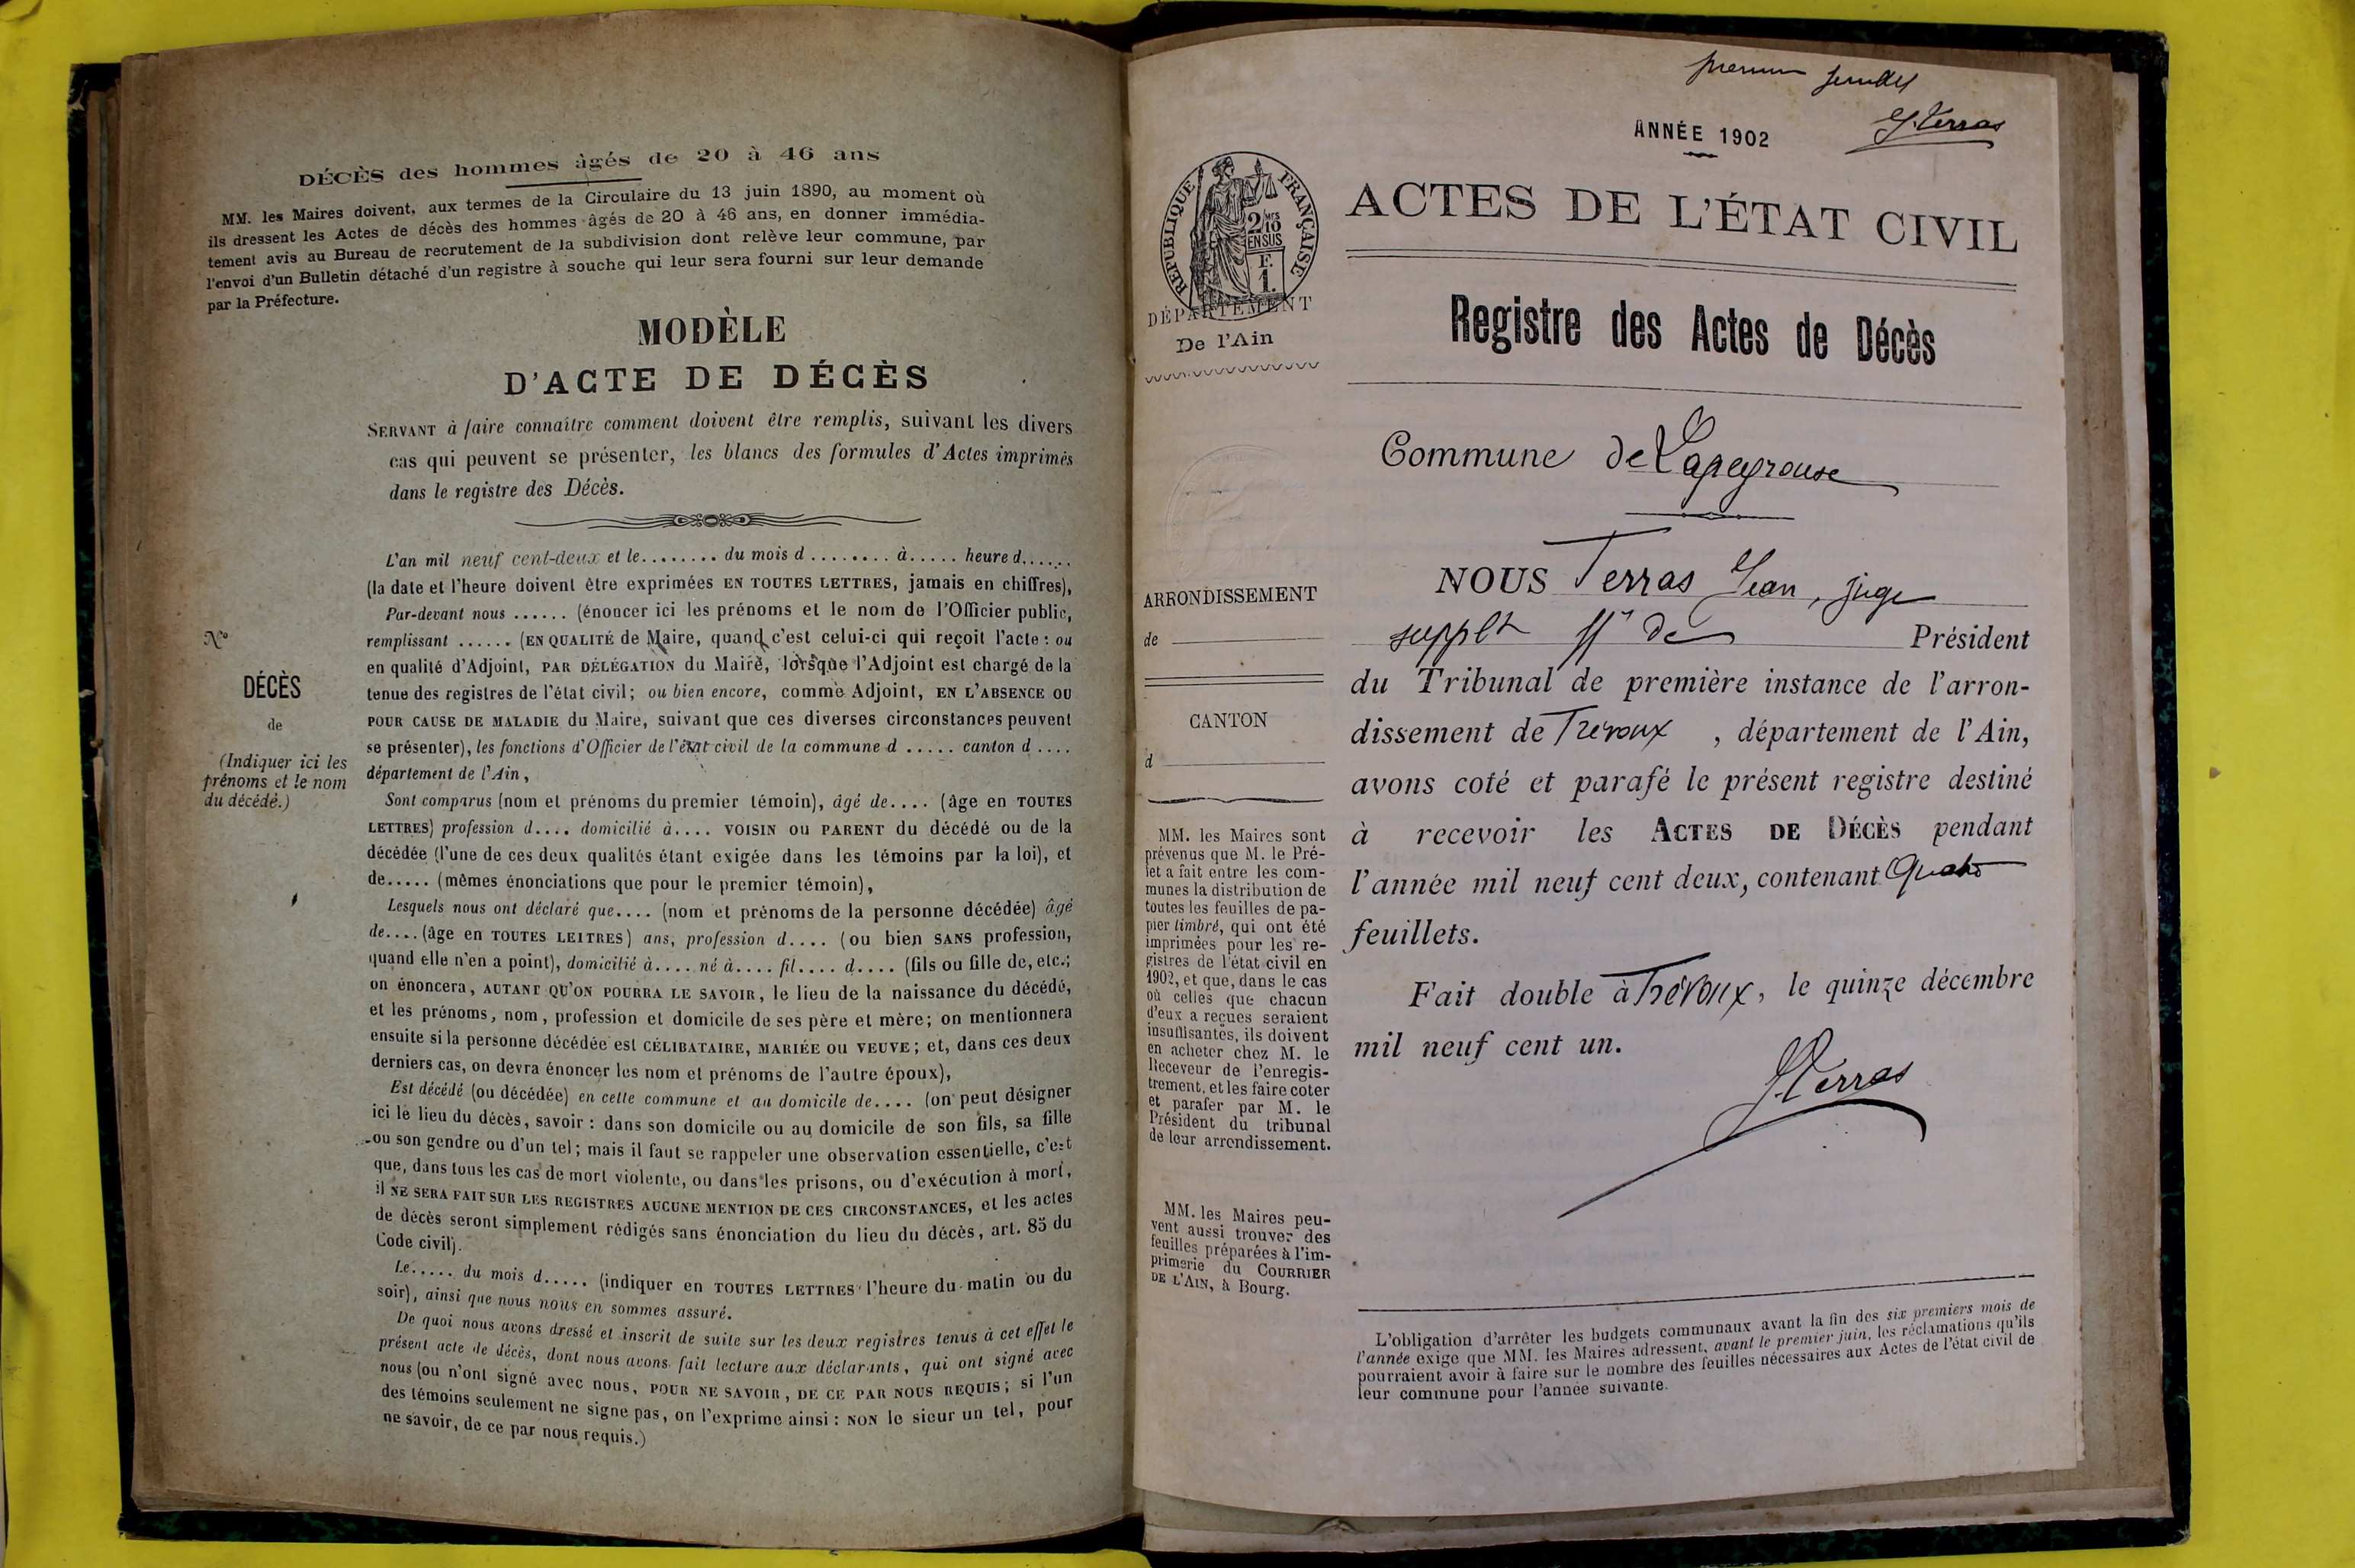 DÉCÈS des hommes âgés de 20 à 46 ans
MM. les Maires doivent, aux termes de la Circulaire du 13 juin 1890, au moment où
ils dressent les Actes de décès des hommes âgés de 20 à 46 ans, en donner immédia-
tement avis au Bureau de recrutement de la subdivision dont relève leur commune, par
l'envoi d'un Bulletin détaché d'un registre à souche qui leur sera fourni sur leur demande
par la Préfecture.
MODÈLE
D'ACTE DE DÉCÈS
SERVANT à faire connaître comment doivent être remplis, suivant les divers
cas qui peuvent se présenter, les blancs des formules d'Actes imprimés
dans le registre des Décès.
L'an mil neuf cent-deux et le........ du mois d ........ à..... heure d......
(la date et l'heure doivent être exprimées EN TOUTES LETTRES, jamais en chiffres),
Par-devant nous ...... (énoncer ici les prénoms et le nom de l'Officier public,
remplissant ...... (EN QUALITÉ de Maire, quand c'est celui-ci qui reçoit l'acte : ou
en qualité d'Adjoint, PAR DÉLÉGATION du Maire, lorsque l'Adjoint est chargé de la
tenue des registres de l'état civil; ou bien encore, comme Adjoint, EN L'ABSENCE OU
POUR CAUSE DE MALADIE du Maire, suivant que ces diverses circonstances peuvent
se présenter), les fonctions d'Officier de l'état civil de la commune d ..... canton d ....
département de l'Ain,
N°
DÉCÈS
de
(Indiquer ici les
prénoms et le nom
du décédé.)
Sont comparus (nom et prénoms du premier témoin), âgé de.... (âge en TOUTES
LETTRES) profession d.... domicilié à.... VOISIN OU PARENT du décédé ou de la
décédée (l'une de ces deux qualités étant exigée dans les témoins par la loi), et
de..... (mêmes énonciations que pour le premier témoin),
Lesquels nous ont déclaré que.... (nom et prénoms de la personne décédée) âgé
de....(âge en TOUTES LETTRES) ans, profession d.... (ou bien SANS profession,
quand elle n'en a point), domicilié à.... né à.... fil.... d.... (fils ou fille de, etc.;
on énoncera, AUTANT QU'ON POURRA LE SAVOIR, le lieu de la naissance du décédé,
et les prénoms, nom, profession et domicile de ses père et mère; on mentionnera
ensuite si la personne décédée est CÉLIBATAIRE, MARIÉE OU VEUVE; et, dans ces deux
derniers cas, on devra énoncer les nom et prénoms de l'autre époux),
Est décédé (ou décédée) en cette commune et au domicile de.... (on peut désigner
ici le lieu du décès, savoir : dans son domicile ou au domicile de son fils, sa fille
ou son gendre ou d'un tel; mais il faut se rappeler une observation essentielle, c'est
que, dans tous les cas de mort violente, ou dans les prisons, ou d'exécution à mort,
il NE SERA FAIT SUR LES REGISTRES AUCUNE MENTION DE CES CIRCONSTANCES, et les actes
de décès seront simplement rédigés sans énonciation du lieu du décès, art. 85 du
Code civil).
Le..... du mois d..... (indiquer en TOUTES LETTRES l'heure du matin ou du
soir), ainsi que nous nous en sommes assuré.
De quoi nous avons dressé et inscrit de suite sur les deux registres tenus à cet effet le
présent acte de décès, dont nous avons fait lecture aux déclarants, qui ont signé avec
nous (ou n'ont signé avec nous, POUR NE SAVOIR, DE CE PAR NOUS REQUIS; si l'un
des témoins seulement ne signe pas, on l'exprime ainsi : NON le sieur un tel, pour
ne savoir, de ce par nous requis.)
J. Terras
ANNÉE 1902
RÉPUBLIQUE FRANÇAISE
2/10
EN SUS
F.
1.
DÉPARTEMENT
De l'Ain
ACTES DE L'ÉTAT CIVIL
Registre des Actes de Décès
Commune de Lapeyrouse
ARRONDISSEMENT
de
CANTON
d
MM. les Maires sont
prévenus que M. le Pré-
fet a fait entre les com-
munes la distribution de
toutes les feuilles de pa-
pier timbré, qui ont été
imprimées pour les re-
gistres de l'état civil en
1902, et que, dans le cas
où celles que chacun
d'eux a reçues seraient
insuffisantes, ils doivent
en acheter chez M. le
Receveur de l'enregis-
trement, et les faire coter
et parafer par M. le
Président du tribunal
de leur arrondissement.
MM. les Maires peu-
vent aussi trouver des
feuilles préparées à l'im-
primerie du COURRIER
DE L'AIN, à Bourg.
NOUS Terras Jean, juge
supplt de Président
du Tribunal de première instance de l'arron-
dissement de Trévoux , département de l'Ain,
avons coté et parafé le présent registre destiné
à recevoir les ACTES DE DÉCÈS pendant
l'année mil neuf cent deux, contenant Quatre
feuillets.
Fait double à Trévoux, le quinze décembre
mil neuf cent un.
J. Terras
L'obligation d'arrêter les budgets communaux avant la fin des six premiers mois de
l'année exige que MM. les Maires adressent, avant le premier juin, les réclamations qu'ils
pourraient avoir à faire sur le nombre des feuilles nécessaires aux Actes de l'état civil de
leur commune pour l'année suivante.